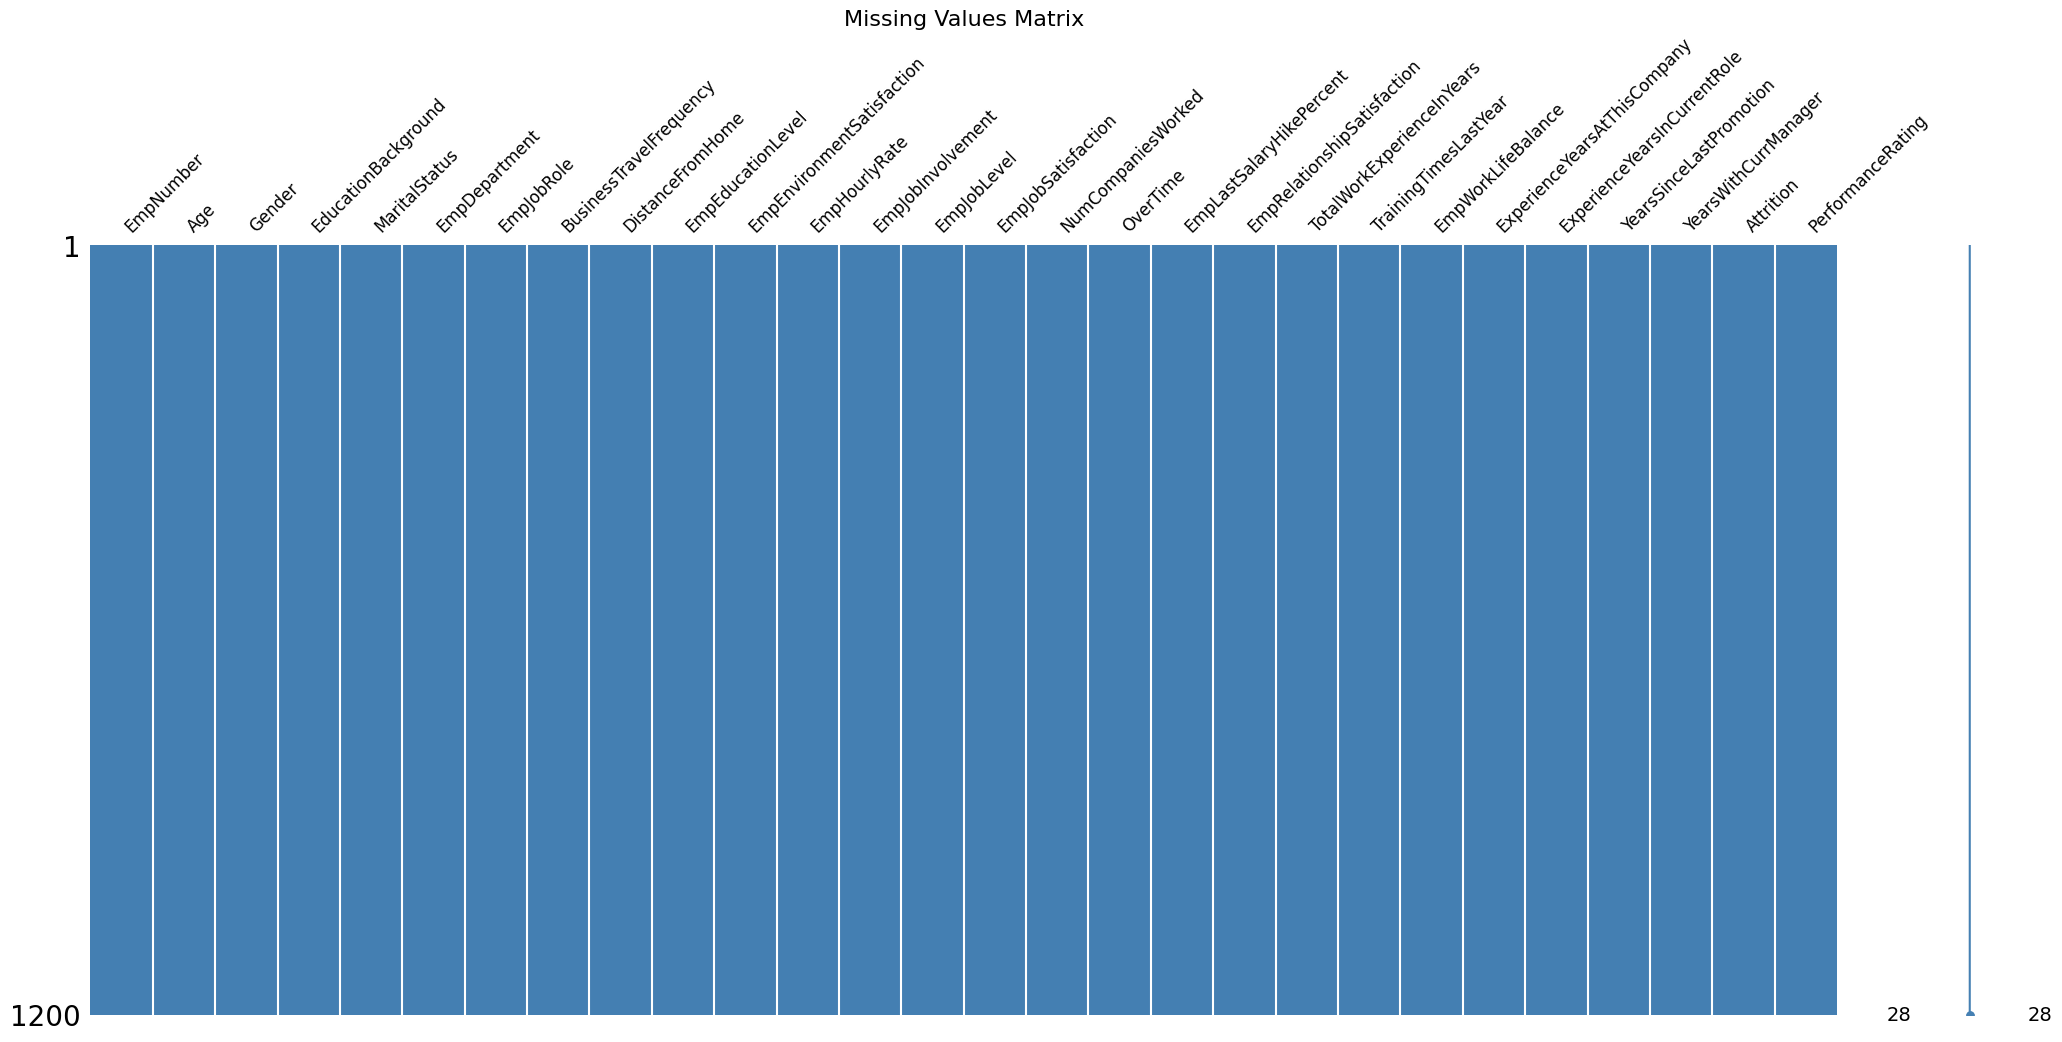 Missing Values Matrix
EmpNumber
Age
Gender
EducationBackground
MaritalStatus
EmpDepartment
EmpJobRole
BusinessTravelFrequency
DistanceFromHome
EmpEducationLevel
EmpEnvironmentSatisfaction
EmpHourlyRate
EmpJobInvolvement
EmpJobLevel
EmpJobSatisfaction
NumCompaniesWorked
OverTime
EmpLastSalaryHikePercent
EmpRelationshipSatisfaction
TotalWorkExperienceInYears
TrainingTimesLastYear
EmpWorkLifeBalance
ExperienceYearsAtThisCompany
ExperienceYearsInCurrentRole
YearsSinceLastPromotion
YearsWithCurrManager
Attrition
PerformanceRating
1
1200
28
28